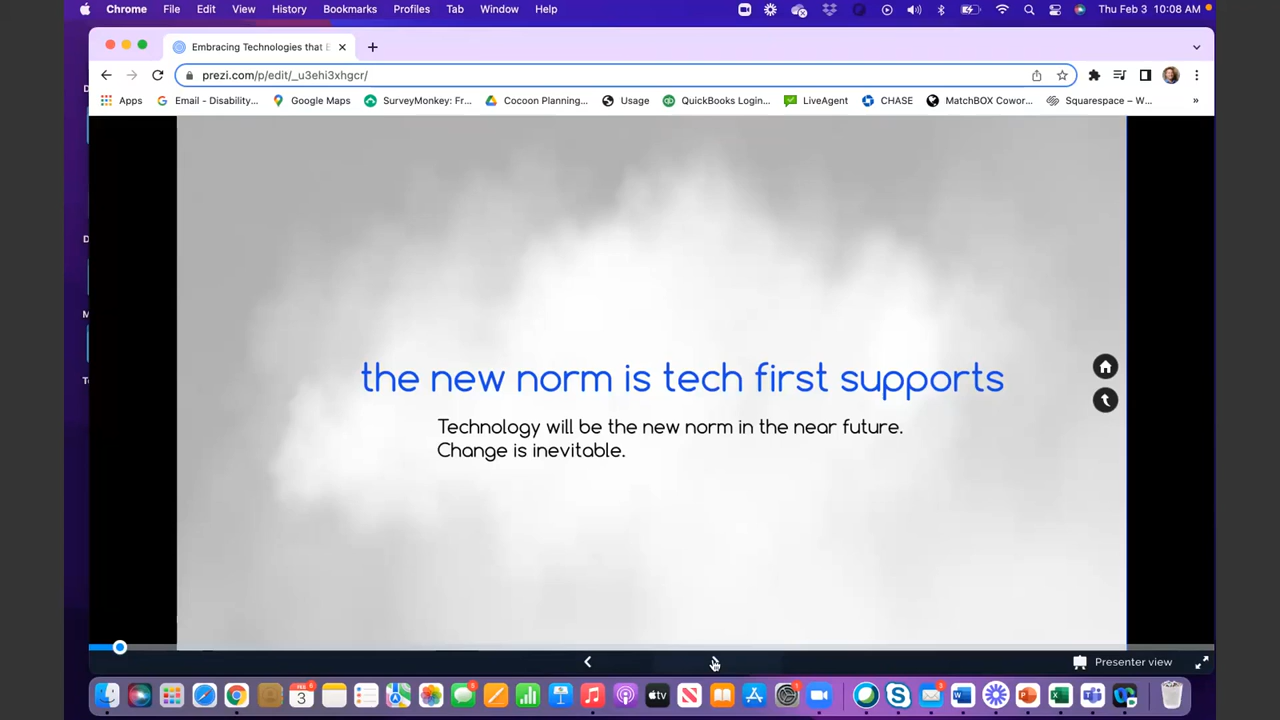 Chrome File Edit View History Bookmarks Profiles Tab Window Help Thu Feb 3 10:08 AM
Embracing Technologies that
prezi.com/p/edit/_u3ehi3xhgcr/
Apps Email - Disability... Google Maps SurveyMonkey: Fr... Cocoon Planning... Usage QuickBooks Login... LiveAgent CHASE MatchBOX Cowor... Squarespace – W... »
the new norm is tech first supports
Technology will be the new norm in the near future.
Change is inevitable.
Presenter view
FEB
3
tv